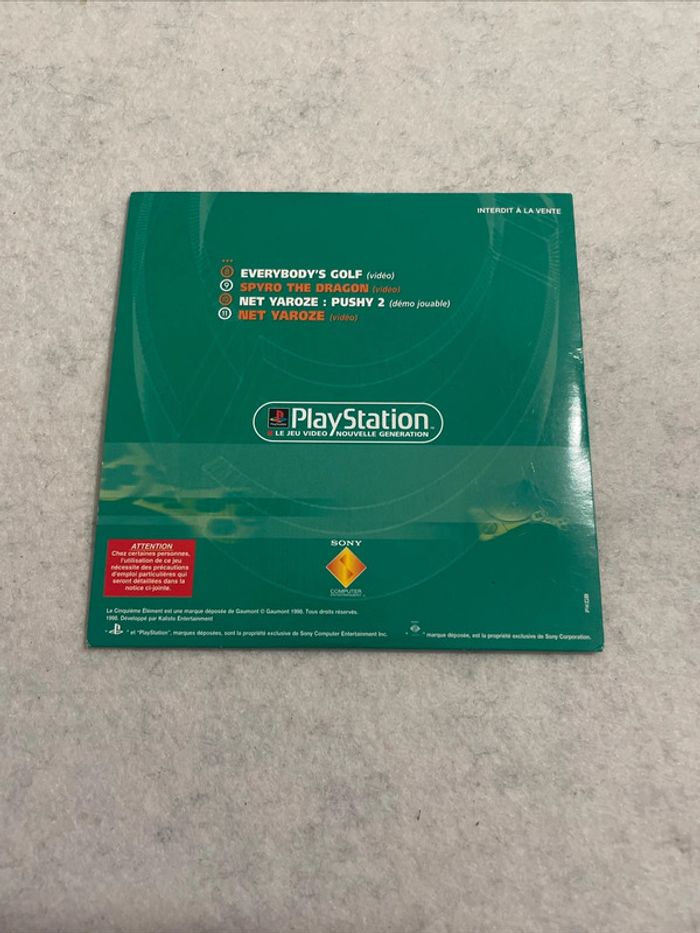 INTERDIT À LA VENTE
8 EVERYBODY'S GOLF (vidéo)
9 SPYRO THE DRAGON (vidéo)
10 NET YAROZE : PUSHY 2 (démo jouable)
11 NET YAROZE (vidéo)
PlayStation
LE JEU VIDEO NOUVELLE GENERATION
ATTENTION
Chez certaines personnes,
l'utilisation de ce jeu
nécessite des précautions
d'emploi particulières qui
seront détaillées dans la
notice ci-jointe.
SONY
COMPUTER
ENTERTAINMENT
Le Cinquième Elément est une marque déposée de Gaumont © Gaumont 1998. Tous droits réservés.
1998. Développé par Kalisto Entertainment
" " et "PlayStation", marques déposées, sont la propriété exclusive de Sony Computer Entertainment Inc.
" " marque déposée, est la propriété exclusive de Sony Corporation.